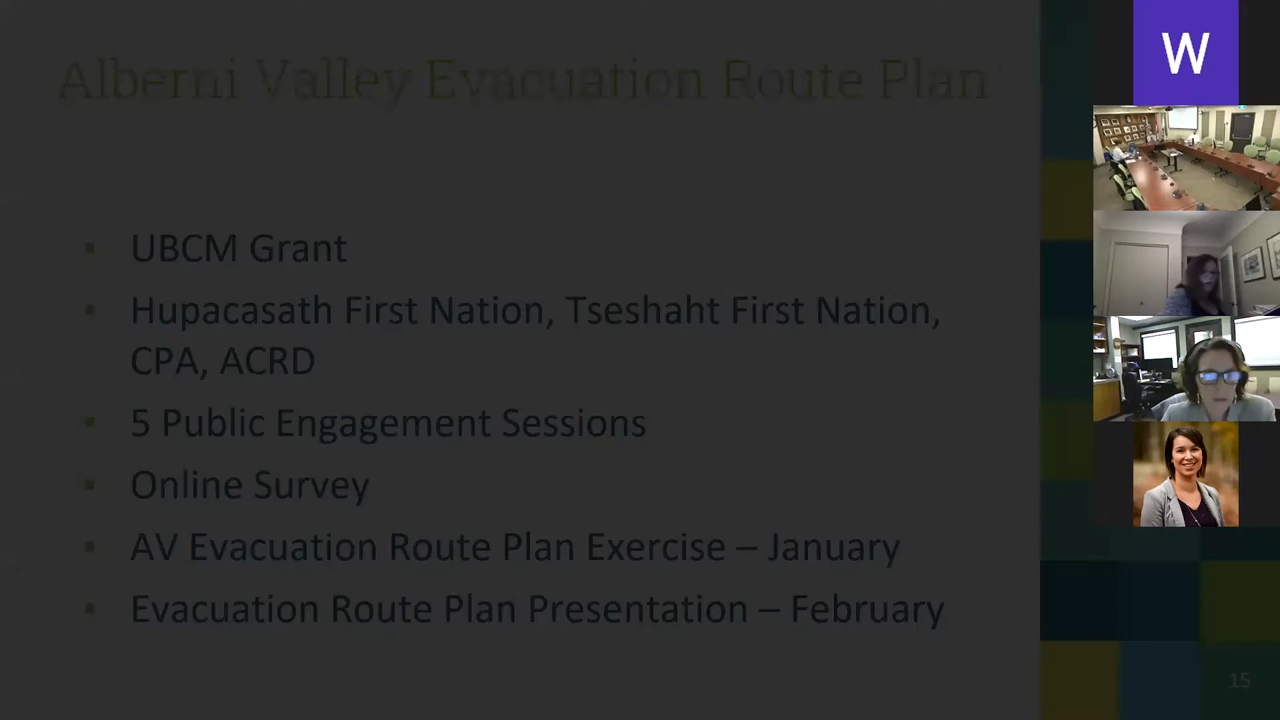 Alberni Valley Evacuation Route Plan
W
UBCM Grant
Hupacasath First Nation, Tseshaht First Nation,
CPA, ACRD
5 Public Engagement Sessions
Online Survey
AV Evacuation Route Plan Exercise – January
Evacuation Route Plan Presentation – February
15